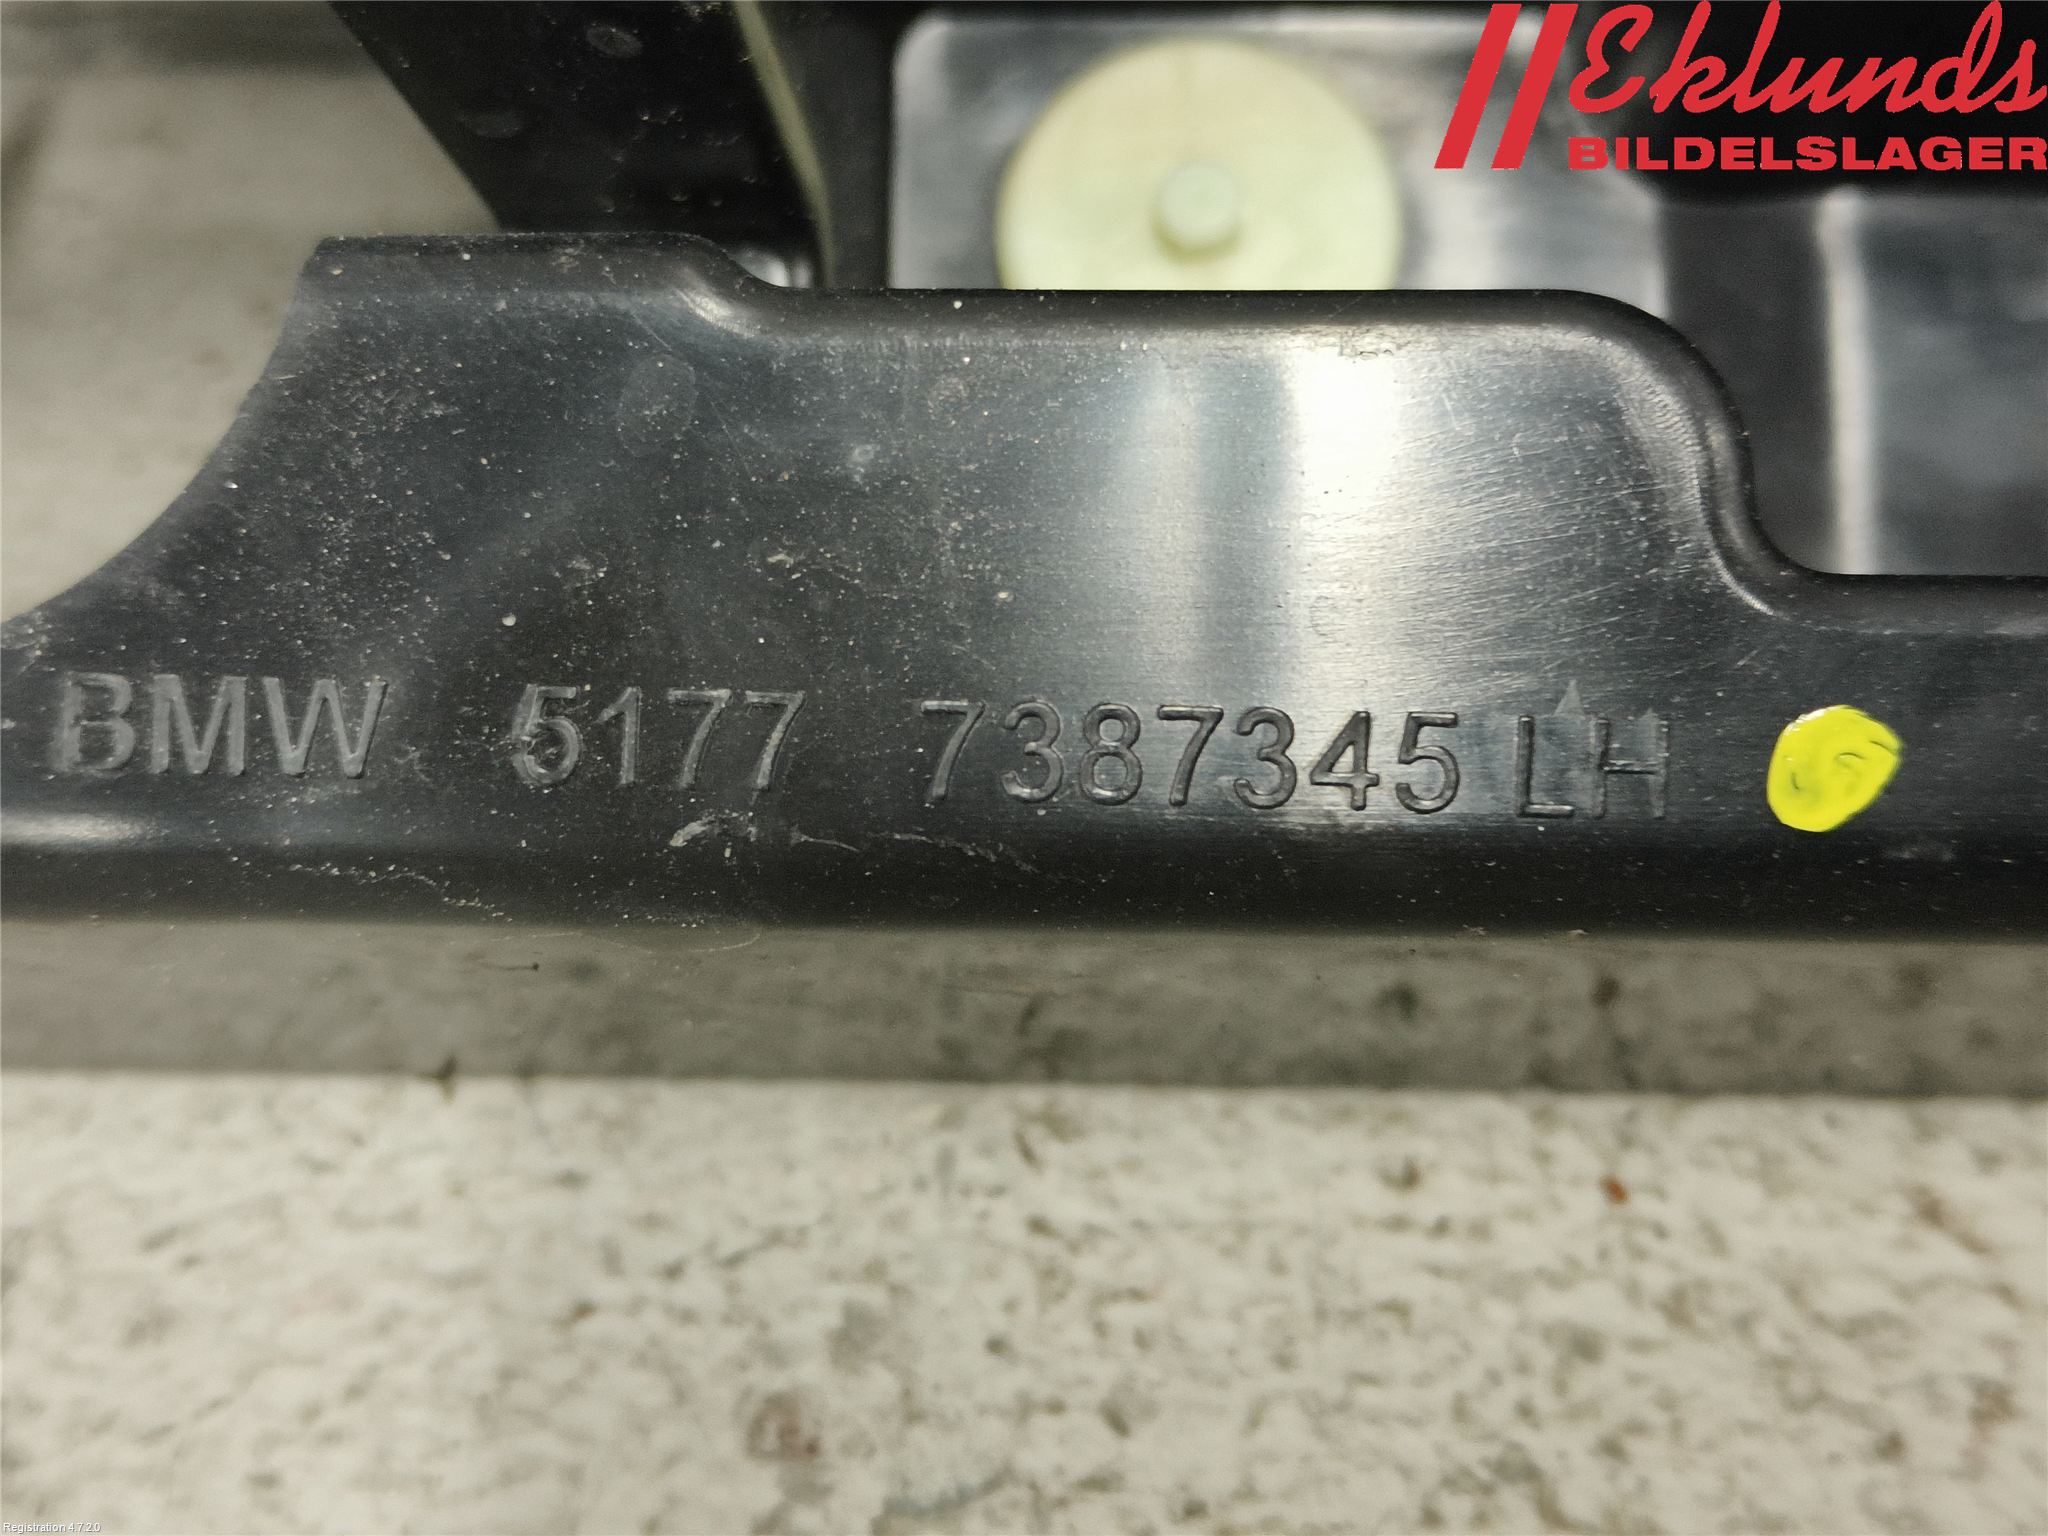 Eklunds
BILDELSLAGER
BMW 5177 7387345 LH
Registration 4.7.2.0